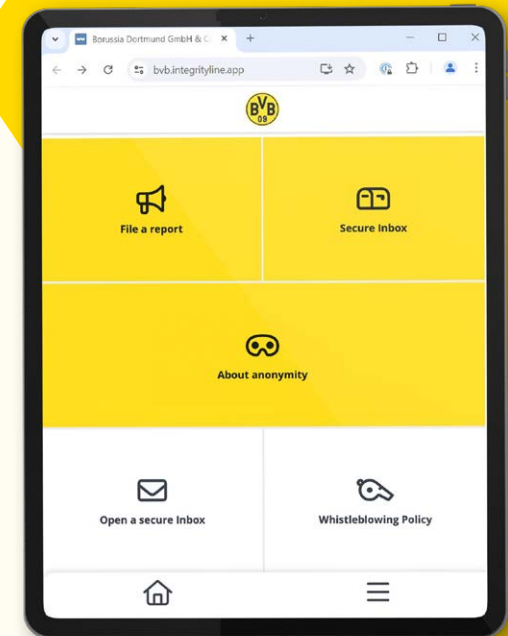 Borussia Dortmund GmbH & C
bvb.integrityline.app
BVB
09
File a report
Secure Inbox
About anonymity
Open a secure Inbox
Whistleblowing Policy